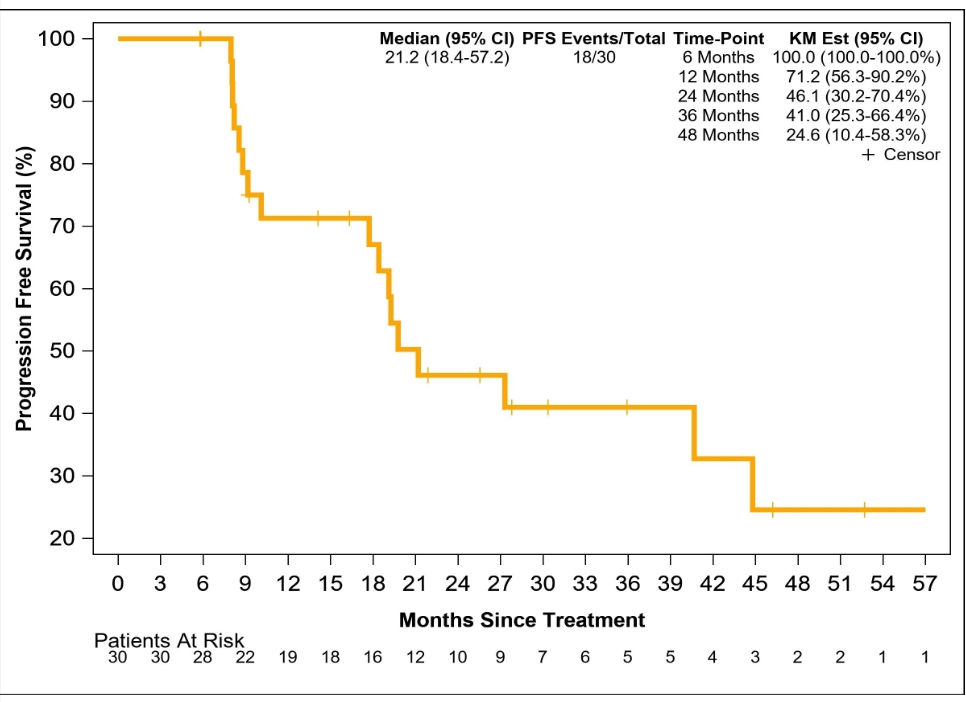 Median (95% CI) PFS Events/Total Time-Point KM Est (95% CI)
21.2 (18.4-57.2) 18/30 6 Months 100.0 (100.0-100.0%)
12 Months 71.2 (56.3-90.2%)
24 Months 46.1 (30.2-70.4%)
36 Months 41.0 (25.3-66.4%)
48 Months 24.6 (10.4-58.3%)
+ Censor
Progression Free Survival (%)
100
90
80
70
60
50
40
30
20
0 3 6 9 12 15 18 21 24 27 30 33 36 39 42 45 48 51 54 57
Months Since Treatment
Patients At Risk
30 30 28 22 19 18 16 12 10 9 7 6 5 5 4 3 2 2 1 1